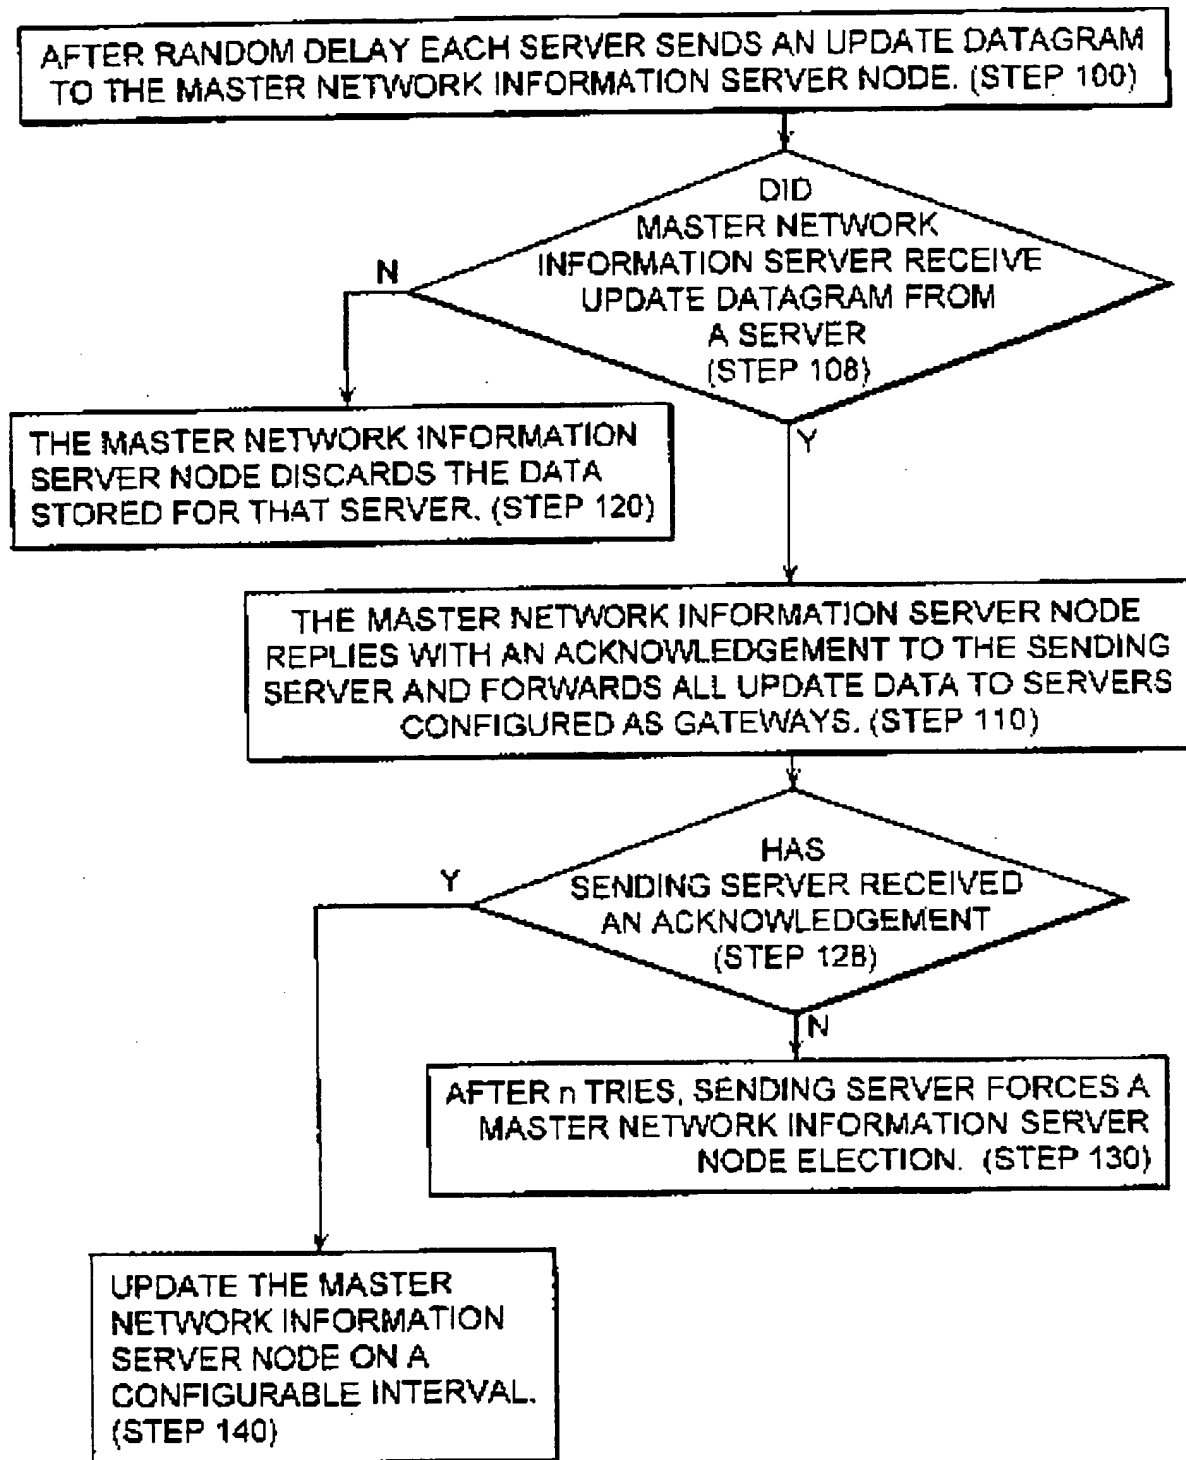 AFTER RANDOM DELAY EACH SERVER SENDS AN UPDATE DATAGRAM
TO THE MASTER NETWORK INFORMATION SERVER NODE. (STEP 100)
DID
MASTER NETWORK
INFORMATION SERVER RECEIVE
UPDATE DATAGRAM FROM
A SERVER
(STEP 108)
N
Y
THE MASTER NETWORK INFORMATION
SERVER NODE DISCARDS THE DATA
STORED FOR THAT SERVER. (STEP 120)
THE MASTER NETWORK INFORMATION SERVER NODE
REPLIES WITH AN ACKNOWLEDGEMENT TO THE SENDING
SERVER AND FORWARDS ALL UPDATE DATA TO SERVERS
CONFIGURED AS GATEWAYS. (STEP 110)
HAS
SENDING SERVER RECEIVED
AN ACKNOWLEDGEMENT
(STEP 128)
Y
N
AFTER n TRIES, SENDING SERVER FORCES A
MASTER NETWORK INFORMATION SERVER
NODE ELECTION. (STEP 130)
UPDATE THE MASTER
NETWORK INFORMATION
SERVER NODE ON A
CONFIGURABLE INTERVAL.
(STEP 140)